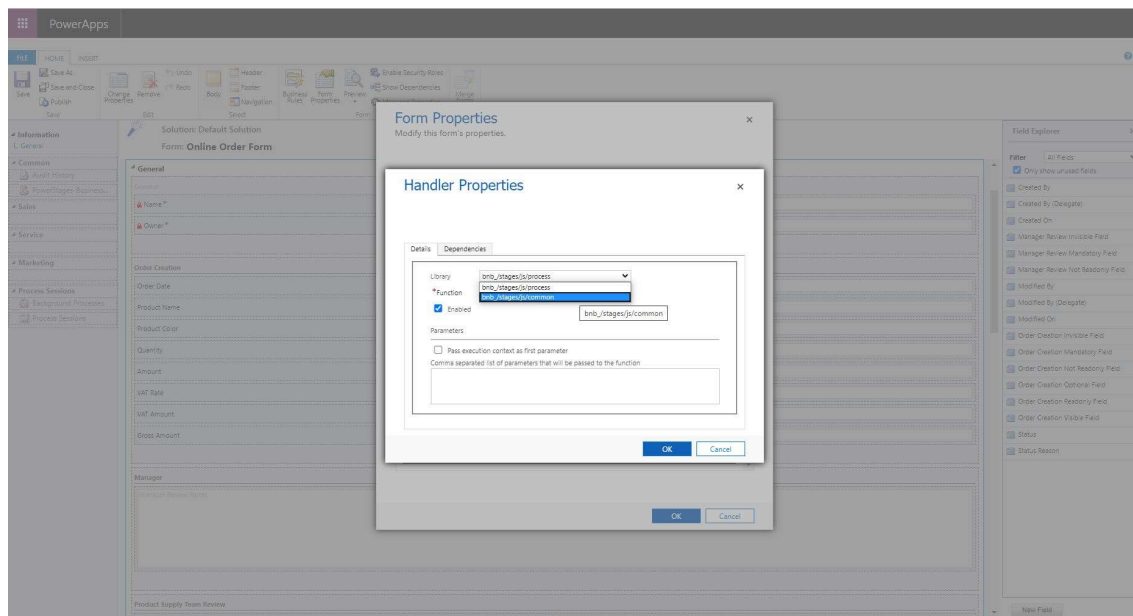 PowerApps
FILE HOME INSERT
Save
Save As
Save and Close
Publish
Save
Change Properties
Remove
Undo
Redo
Edit
Body
Header
Footer
Navigation
Select
Business Rules
Form Properties
Preview
Enable Security Roles
Show Dependencies
Form
Merge
Information
General
Common
Audit History
PowerStages Business...
Sales
Service
Marketing
Process Sessions
Background Processes
Process Sessions
Solution: Default Solution
Form: Online Order Form
General
Name *
Owner *
Order Creation
Order Date
Product Name
Product Color
Quantity
Amount
VAT Rate
VAT Amount
Gross Amount
Manager
Product Supply Team Review
Form Properties
Modify this form's properties.
Handler Properties
Details Dependencies
Library bnb_/stages/js/process
bnb_/stages/js/process
*Function bnb_/stages/js/common
Enabled
bnb_/stages/js/common
Parameters
Pass execution context as first parameter
Comma separated list of parameters that will be passed to the function
OK Cancel
OK Cancel
Field Explorer
Filter All Fields
Only show unused fields
Created By
Created By (Delegate)
Created On
Manager Review Invisible Field
Manager Review Mandatory Field
Manager Review Not Readonly Field
Modified By
Modified By (Delegate)
Modified On
Order Creation Invisible Field
Order Creation Mandatory Field
Order Creation Not Readonly Field
Order Creation Optional Field
Order Creation Readonly Field
Order Creation Visible Field
Status
Status Reason
New Field